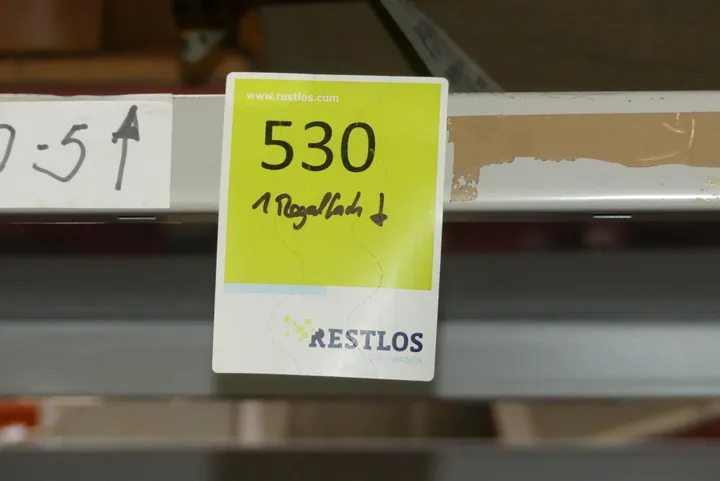 -5 ↑
www.restlos.com
530
1 Regalfach ↓
RESTLOS